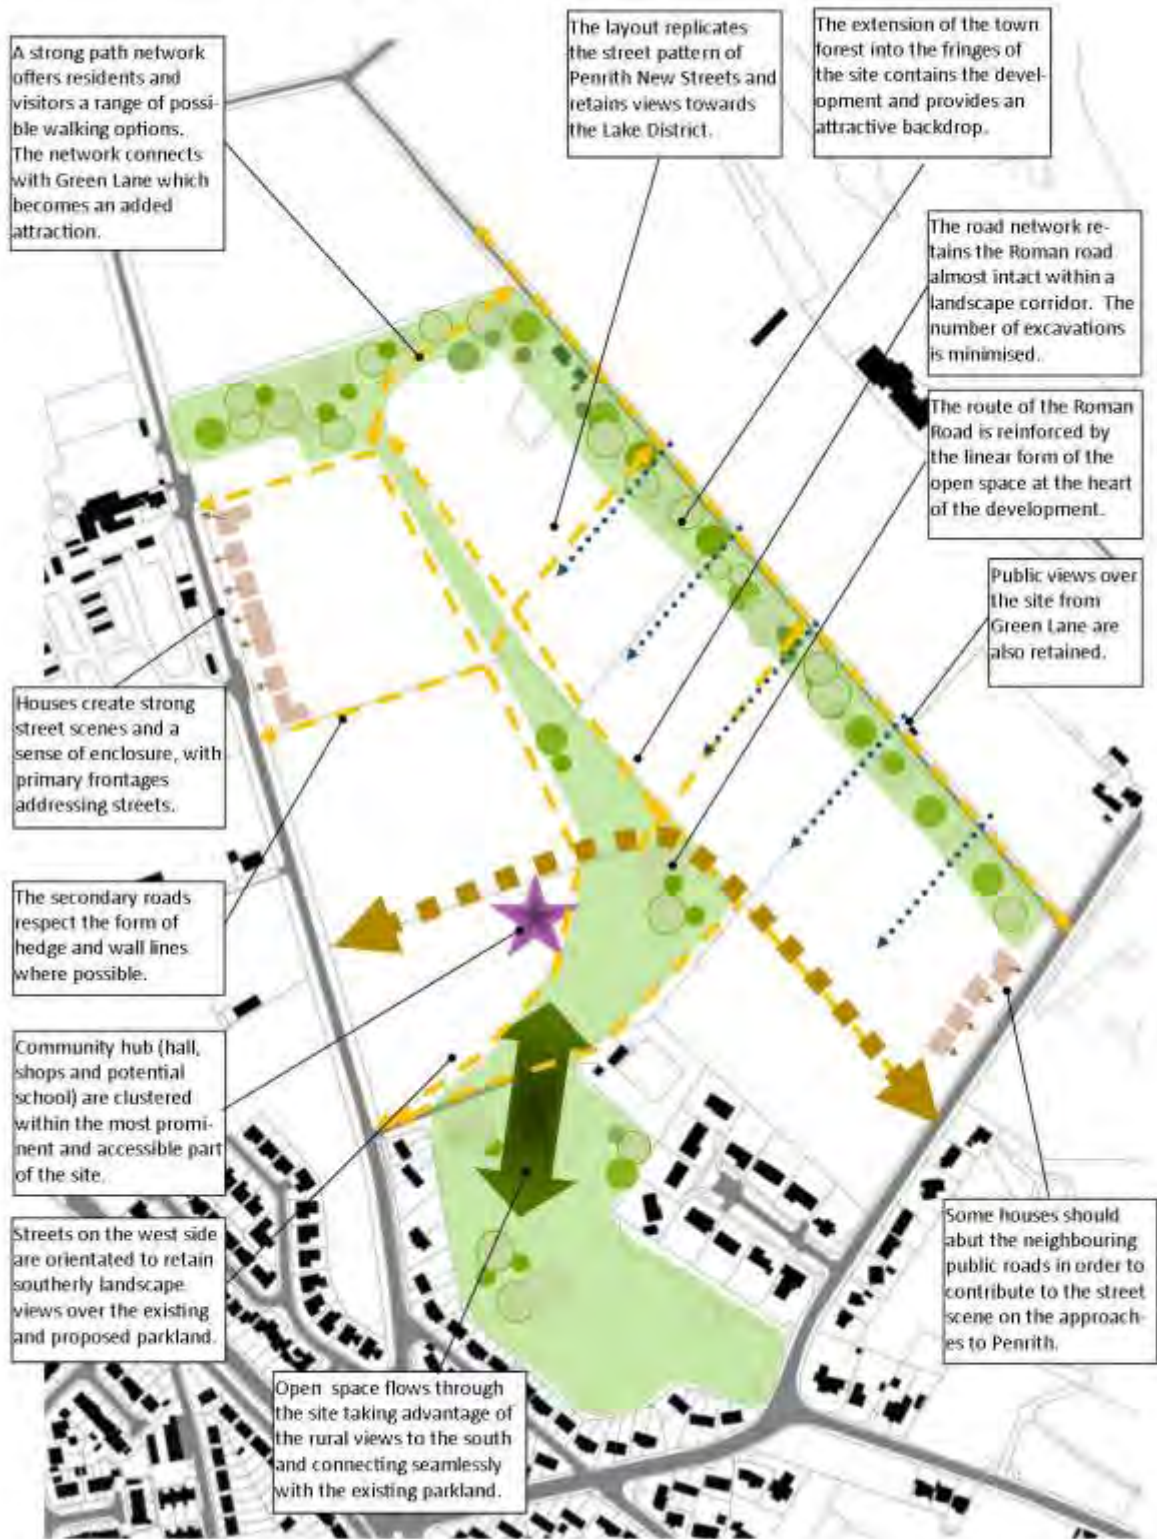 A strong path network
offers residents and
visitors a range of possi-
ble walking options.
The network connects
with Green Lane which
becomes an added
attraction.
The layout replicates
the street pattern of
Penrith New Streets and
retains views towards
the Lake District.
The extension of the town
forest into the fringes of
the site contains the devel-
opment and provides an
attractive backdrop.
The road network re-
tains the Roman road
almost intact within a
landscape corridor. The
number of excavations
is minimised.
The route of the Roman
Road is reinforced by
the linear form of the
open space at the heart
of the development.
Public views over
the site from
Green Lane are
also retained.
Houses create strong
street scenes and a
sense of enclosure, with
primary frontages
addressing streets.
The secondary roads
respect the form of
hedge and wall lines
where possible.
Community hub (hall,
shops and potential
school) are clustered
within the most promi-
nent and accessible part
of the site.
Streets on the west side
are orientated to retain
southerly landscape
views over the existing
and proposed parkland.
Some houses should
abut the neighbouring
public roads in order to
contribute to the street
scene on the approach-
es to Penrith.
Open space flows through
the site taking advantage of
the rural views to the south
and connecting seamlessly
with the existing parkland.